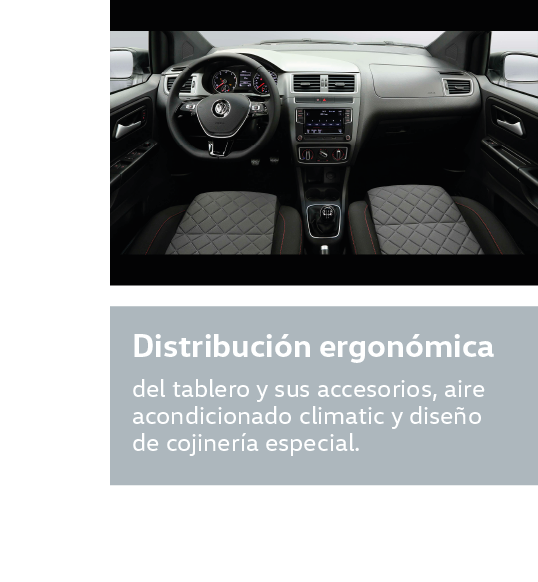 Distribución ergonómica
del tablero y sus accesorios, aire
acondicionado climatic y diseño
de cojinería especial.